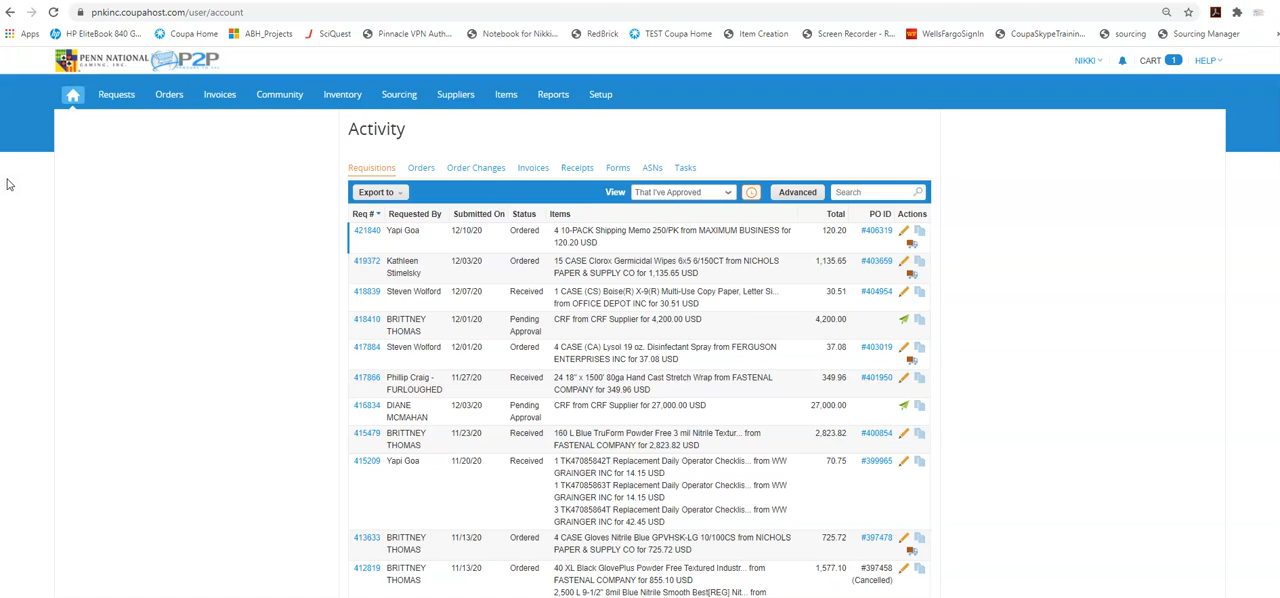 pnkinc.coupahost.com/user/account
Apps HP EliteBook 840 G... Coupa Home ABH_Projects SciQuest Pinnacle VPN Auth... Notebook for Nikki... RedBrick TEST Coupa Home Item Creation Screen Recorder - R... WellsFargoSignIn CoupaSkypeTrainin... sourcing Sourcing Manager
PENN NATIONAL GAMING, INC. P2P NIKKI CART 1 HELP
Requests Orders Invoices Community Inventory Sourcing Suppliers Items Reports Setup
Activity
Requisitions Orders Order Changes Invoices Receipts Forms ASNs Tasks
Export to View That I've Approved Advanced Search
Req # Requested By Submitted On Status Items Total PO ID Actions
421840 Yapi Goa 12/10/20 Ordered 4 10-PACK Shipping Memo 250/PK from MAXIMUM BUSINESS for 120.20 #406319
120.20 USD
419372 Kathleen 12/03/20 Ordered 15 CASE Clorox Germicidal Wipes 6x5 6/150CT from NICHOLS 1,135.65 #403659
Stimelsky PAPER & SUPPLY CO for 1,135.65 USD
418839 Steven Wolford 12/07/20 Received 1 CASE (CS) Boise(R) X-9(R) Multi-Use Copy Paper, Letter Si... 30.51 #404954
from OFFICE DEPOT INC for 30.51 USD
418410 BRITTNEY 12/01/20 Pending CRF from CRF Supplier for 4,200.00 USD 4,200.00
THOMAS Approval
417884 Steven Wolford 12/01/20 Ordered 4 CASE (CA) Lysol 19 oz. Disinfectant Spray from FERGUSON 37.08 #403019
ENTERPRISES INC for 37.08 USD
417866 Phillip Craig - 11/27/20 Received 24 18" x 1500' 80ga Hand Cast Stretch Wrap from FASTENAL 349.96 #401950
FURLOUGHED COMPANY for 349.96 USD
416834 DIANE 12/03/20 Pending CRF from CRF Supplier for 27,000.00 USD 27,000.00
MCMAHAN Approval
415479 BRITTNEY 11/23/20 Received 160 L Blue TruForm Powder Free 3 mil Nitrile Textur... from 2,823.82 #400854
THOMAS FASTENAL COMPANY for 2,823.82 USD
415209 Yapi Goa 11/20/20 Received 1 TK47085842T Replacement Daily Operator Checklis... from WW 70.75 #399965
GRAINGER INC for 14.15 USD
1 TK47085863T Replacement Daily Operator Checklis... from WW
GRAINGER INC for 14.15 USD
3 TK47085864T Replacement Daily Operator Checklis... from WW
GRAINGER INC for 42.45 USD
413633 BRITTNEY 11/13/20 Ordered 4 CASE Gloves Nitrile Blue GPVHSK-LG 10/100CS from NICHOLS 725.72 #397478
THOMAS PAPER & SUPPLY CO for 725.72 USD
412819 BRITTNEY 11/13/20 Ordered 40 XL Black GlovePlus Powder Free Textured Industr... from 1,577.10 #397458
THOMAS FASTENAL COMPANY for 855.10 USD (Cancelled)
2,500 L 9-1/2" 8mil Blue Nitrile Smooth Best[REG] Nit... from